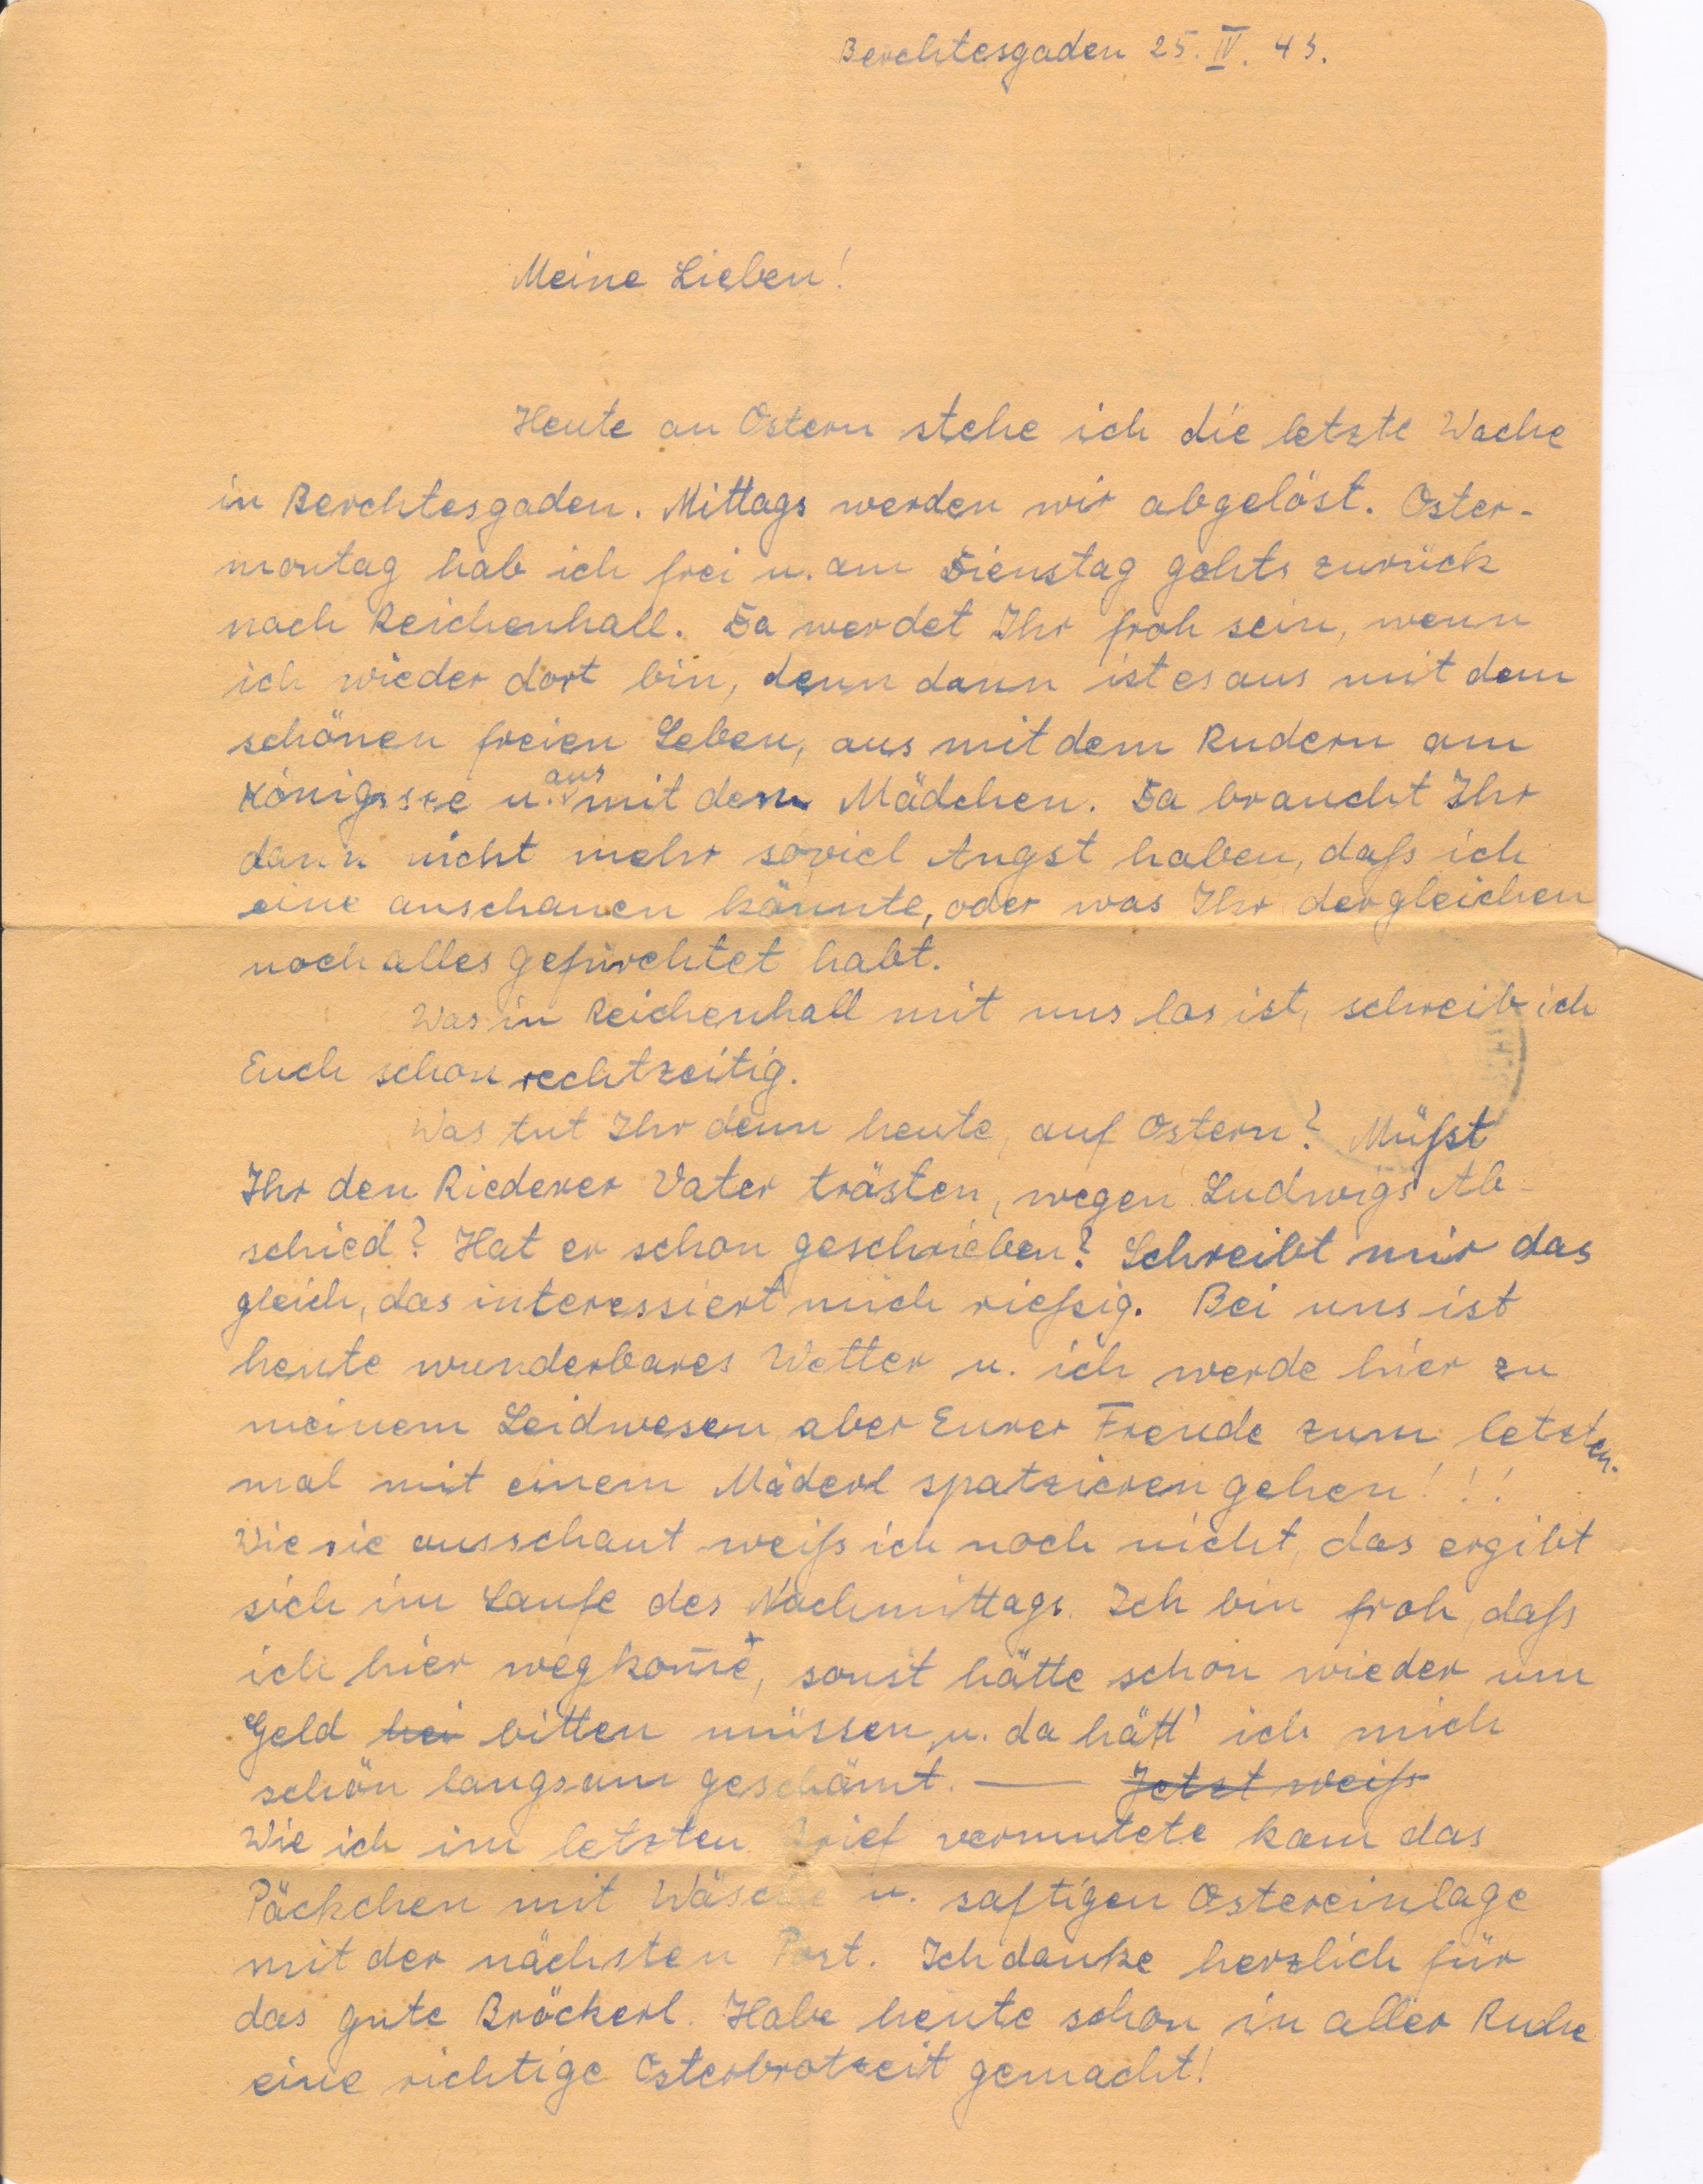 Berchtesgaden 25. IV. 43.
Meine Lieben!
Heute an Ostern stehe ich die letzte Wache
in Berchtesgaden. Mittags werden wir abgelöst. Oster-
montag hab ich frei u. am Dienstag gehts zurück
nach Reichenhall. Da werdet Ihr froh sein, wenn
ich wieder dort bin, denn dann ist es aus mit dem
schönen freien Leben, aus mit dem Rudern am
Königssee u. aus mit den Mädchen. Da braucht Ihr
dann nicht mehr soviel Angst haben, daß ich
eine anschauen könnte, oder was Ihr dergleichen
noch alles gefürchtet habt.
Was in Reichenhall mit uns los ist, schreib ich
Euch schon rechtzeitig.
Was tut Ihr denn heute, auf Ostern? Müßt
Ihr den Riederer Vater trösten, wegen Ludwigs Ab-
schied? Hat er schon geschrieben? Schreibt mir das
gleich, das interessiert mich rießig. Bei uns ist
heute wunderbares Wetter u. ich werde hier zu
meinem Leidwesen aber Eurer Freude zum letzten-
mal mit einem Mäderl spatzieren gehen!!!
Wie sie ausschaut weiß ich noch nicht, das ergibt
sich im Laufe des Nachmittags. Ich bin froh, daß
ich hier wegkom̅e, sonst hätte schon wieder um
Geld bei bitten müssen, u. da hätt' ich mich
schön langsam geschämt. — Jetzt weiß
Wie ich im letzten Brief vermutete kam das
Päckchen mit Wäsche u. saftigen Ostereinlage
mit der nächsten Post. Ich danke herzlich für
das gute Bröckerl. Habe heute schon in aller Ruhe
eine richtige Osterbrotzeit gemacht!